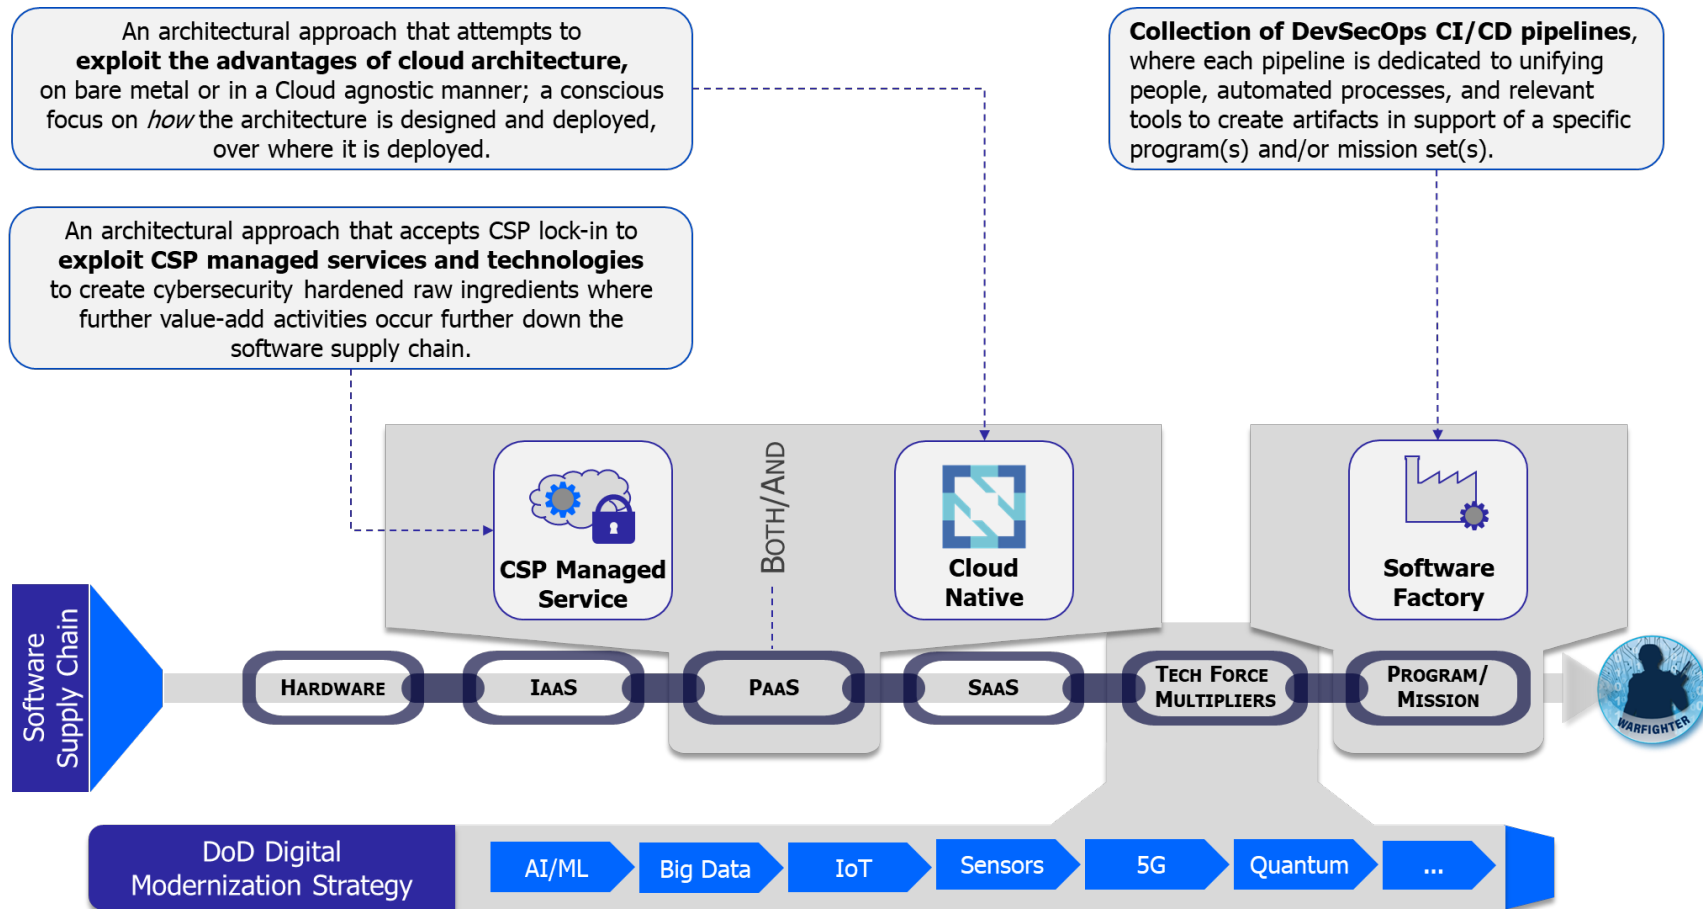 An architectural approach that attempts to
exploit the advantages of cloud architecture,
on bare metal or in a Cloud agnostic manner; a conscious
focus on how the architecture is designed and deployed,
over where it is deployed.
Collection of DevSecOps CI/CD pipelines,
where each pipeline is dedicated to unifying
people, automated processes, and relevant
tools to create artifacts in support of a specific
program(s) and/or mission set(s).
An architectural approach that accepts CSP lock-in to
exploit CSP managed services and technologies
to create cybersecurity hardened raw ingredients where
further value-add activities occur further down the
software supply chain.
CSP Managed
Service
BOTH/AND
Cloud
Native
Software
Factory
Software
Supply Chain
HARDWARE
IAAS
PAAS
SAAS
TECH FORCE
MULTIPLIERS
PROGRAM/
MISSION
WARFIGHTER
DoD Digital
Modernization Strategy
AI/ML
Big Data
IoT
Sensors
5G
Quantum
...